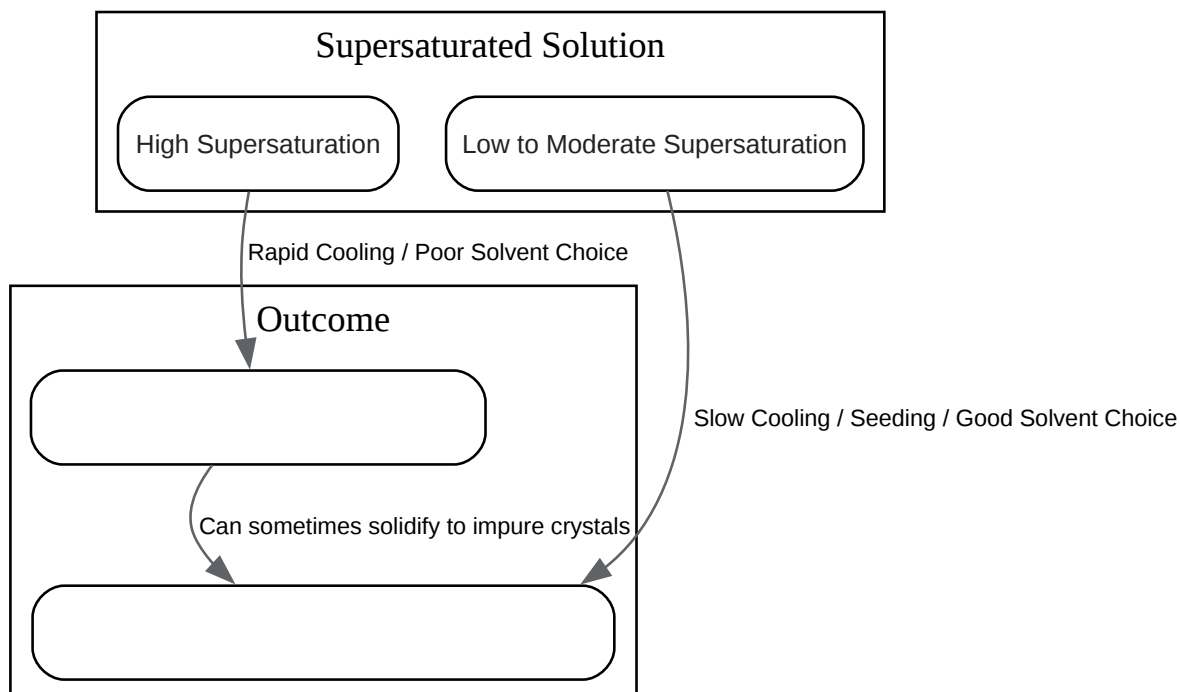 Supersaturated Solution
High Supersaturation
Low to Moderate Supersaturation
Rapid Cooling / Poor Solvent Choice
Outcome
Slow Cooling / Seeding / Good Solvent Choice
Can sometimes solidify to impure crystals